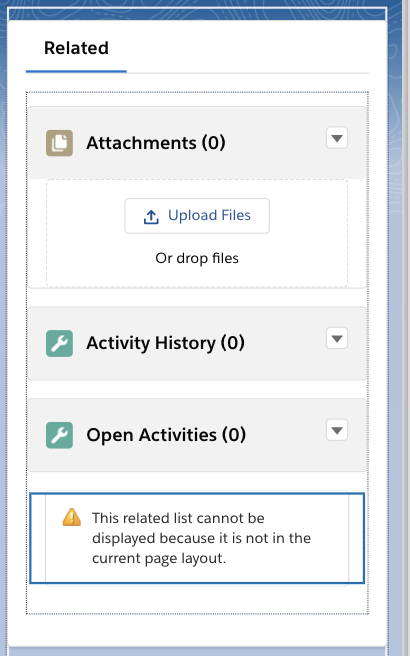 Related
Attachments (0)
Upload Files
Or drop files
Activity History (0)
Open Activities (0)
This related list cannot be
displayed because it is not in the
current page layout.